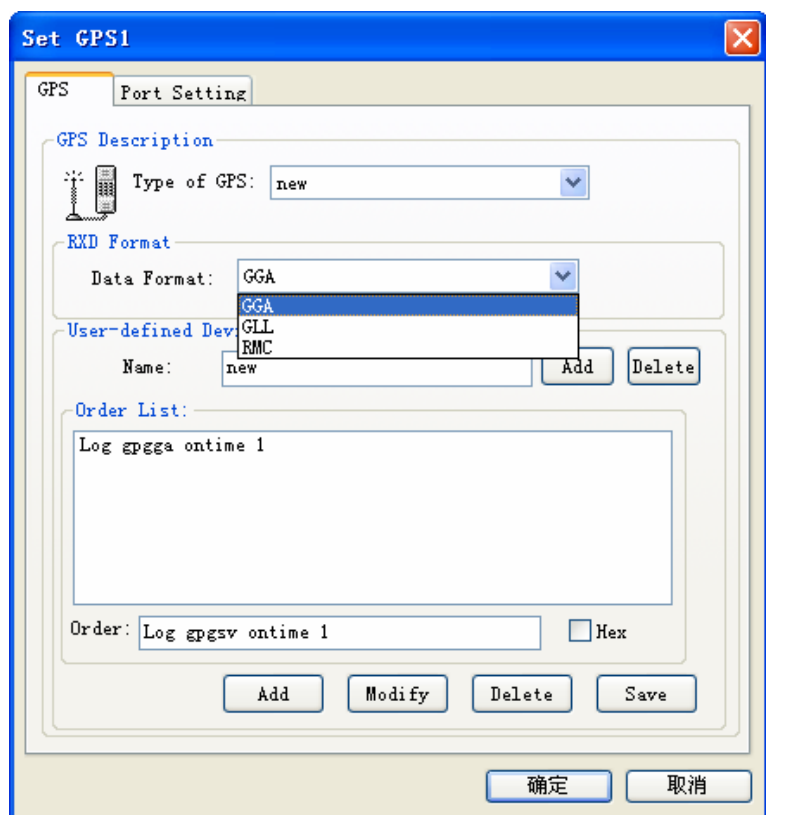 Set GPS1
GPS
Port Setting
GPS Description
Type of GPS: new
RXD Format
Data Format: GGA
GGA
GLL
RMC
User-defined Dev
Name: new Add Delete
Order List:
Log gpgga ontime 1
Order: Log gpgsv ontime 1 Hex
Add Modify Delete Save
确定 取消